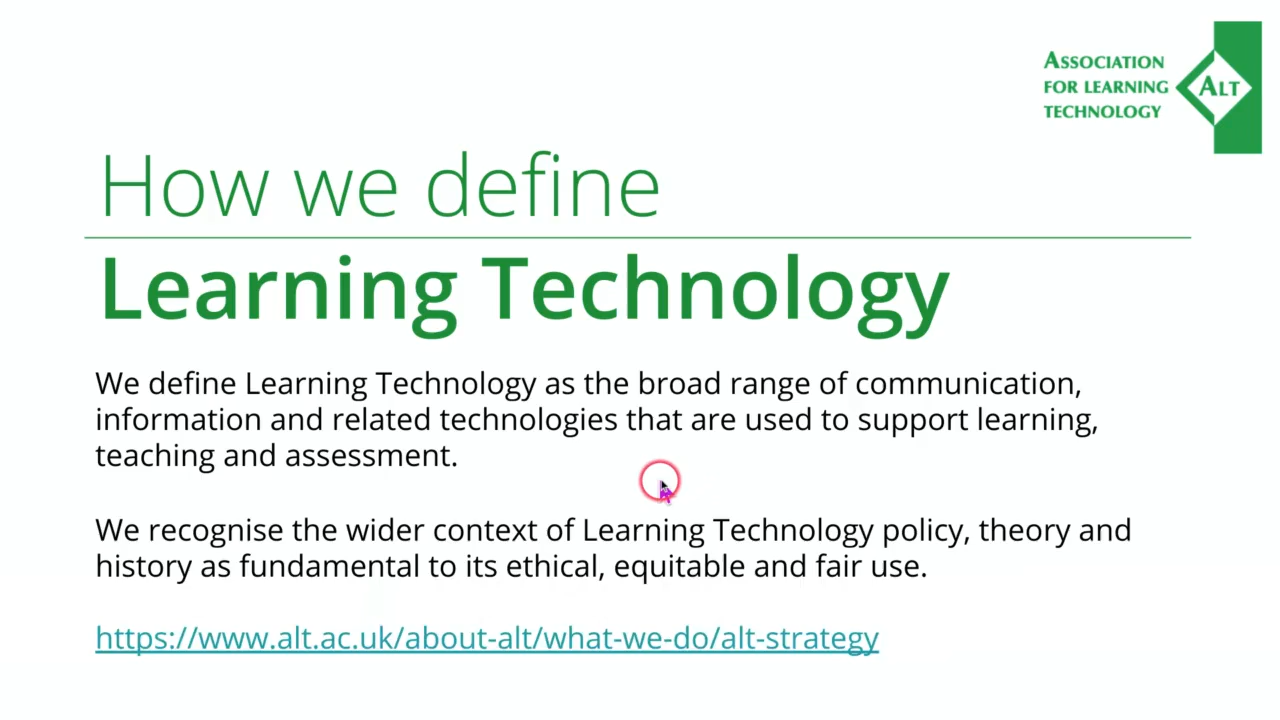 ASSOCIATION
FOR LEARNING
TECHNOLOGY
ALT
How we define
Learning Technology
We define Learning Technology as the broad range of communication,
information and related technologies that are used to support learning,
teaching and assessment.
We recognise the wider context of Learning Technology policy, theory and
history as fundamental to its ethical, equitable and fair use.
https://www.alt.ac.uk/about-alt/what-we-do/alt-strategy